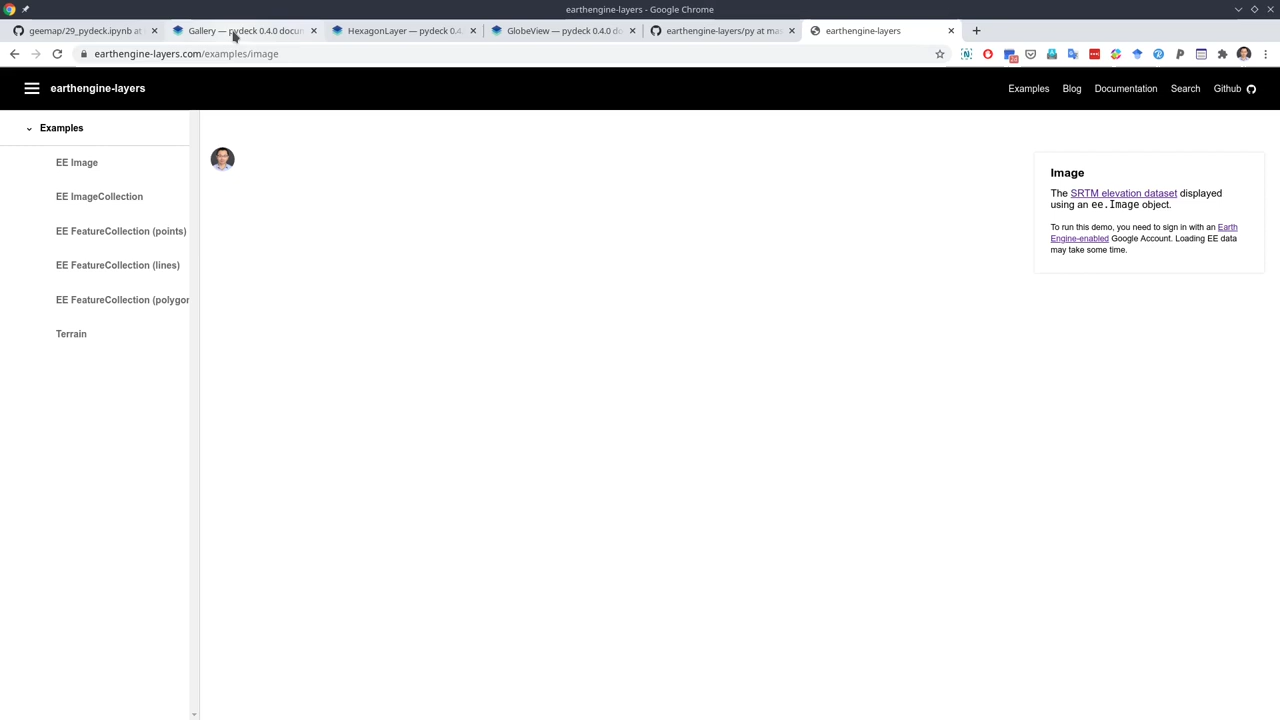 earthengine-layers - Google Chrome
geemap/29_pydeck.ipynb at
Gallery — pydeck 0.4.0 docun
HexagonLayer — pydeck 0.4.
GlobeView — pydeck 0.4.0 do
earthengine-layers/py at mas
earthengine-layers
earthengine-layers.com/examples/image
earthengine-layers
Examples
Blog
Documentation
Search
Github
Examples
EE Image
EE ImageCollection
EE FeatureCollection (points)
EE FeatureCollection (lines)
EE FeatureCollection (polygon
Terrain
Image
The SRTM elevation dataset displayed
using an ee.Image object.
To run this demo, you need to sign in with an Earth
Engine-enabled Google Account. Loading EE data
may take some time.